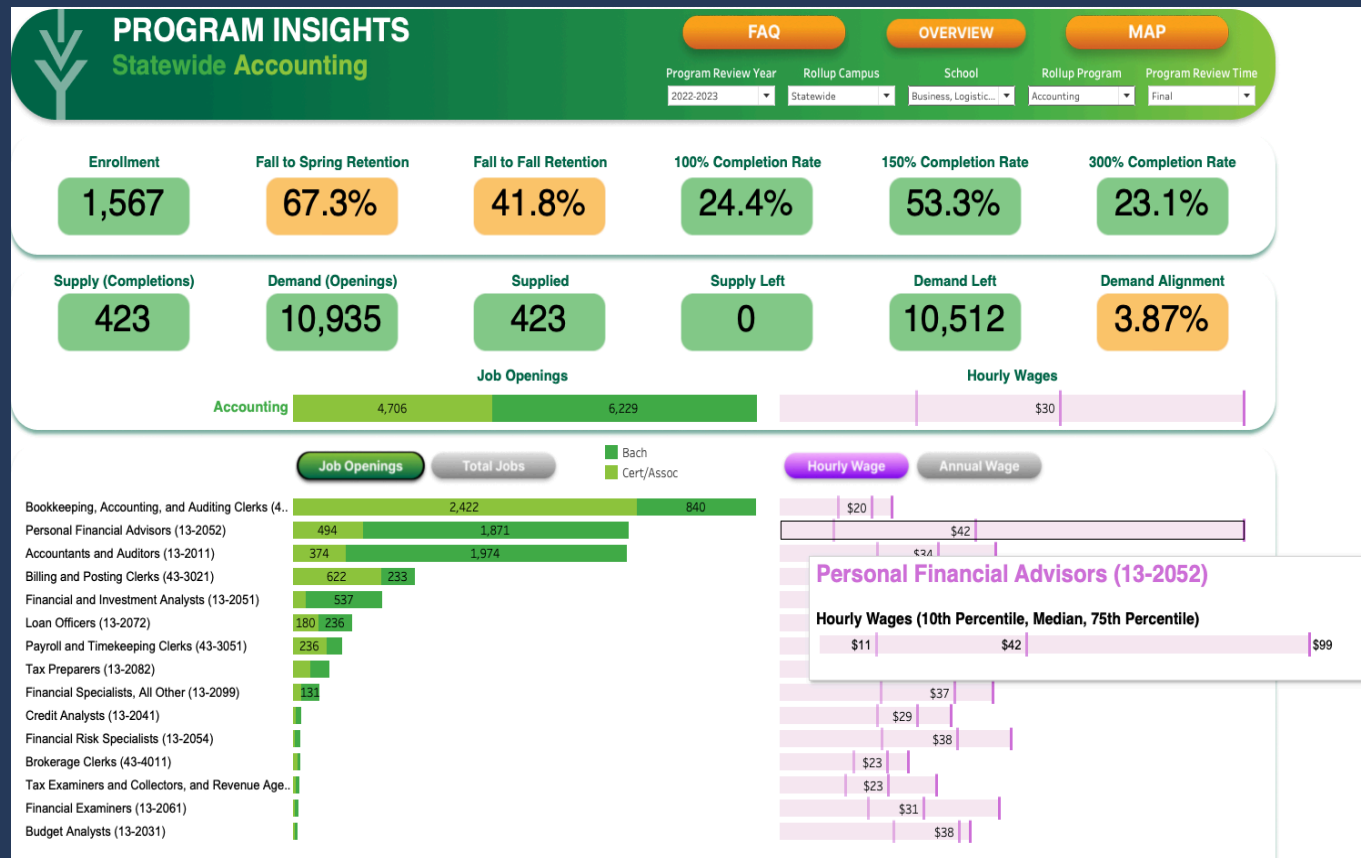 PROGRAM INSIGHTS
Statewide Accounting
FAQ OVERVIEW MAP
Program Review Year Rollup Campus School Rollup Program Program Review Time
2022-2023 Statewide Business, Logistic... Accounting Final
Enrollment Fall to Spring Retention Fall to Fall Retention 100% Completion Rate 150% Completion Rate 300% Completion Rate
1,567 67.3% 41.8% 24.4% 53.3% 23.1%
Supply (Completions) Demand (Openings) Supplied Supply Left Demand Left Demand Alignment
423 10,935 423 0 10,512 3.87%
Job Openings Hourly Wages
Accounting 4,706 6,229 $30
Job Openings Total Jobs Bach Hourly Wage Annual Wage
Cert/Assoc
Bookkeeping, Accounting, and Auditing Clerks (4.. 2,422 840 $20
Personal Financial Advisors (13-2052) 494 1,871 $42
Accountants and Auditors (13-2011) 374 1,974 $34
Personal Financial Advisors (13-2052)
Billing and Posting Clerks (43-3021) 622 233
Financial and Investment Analysts (13-2051) 537
Hourly Wages (10th Percentile, Median, 75th Percentile)
Loan Officers (13-2072) 180 236
Payroll and Timekeeping Clerks (43-3051) 236 $11 $42 $99
Tax Preparers (13-2082)
Financial Specialists, All Other (13-2099) 131 $37
Credit Analysts (13-2041) $29
Financial Risk Specialists (13-2054) $38
Brokerage Clerks (43-4011) $23
Tax Examiners and Collectors, and Revenue Age.. $23
Financial Examiners (13-2061) $31
Budget Analysts (13-2031) $38